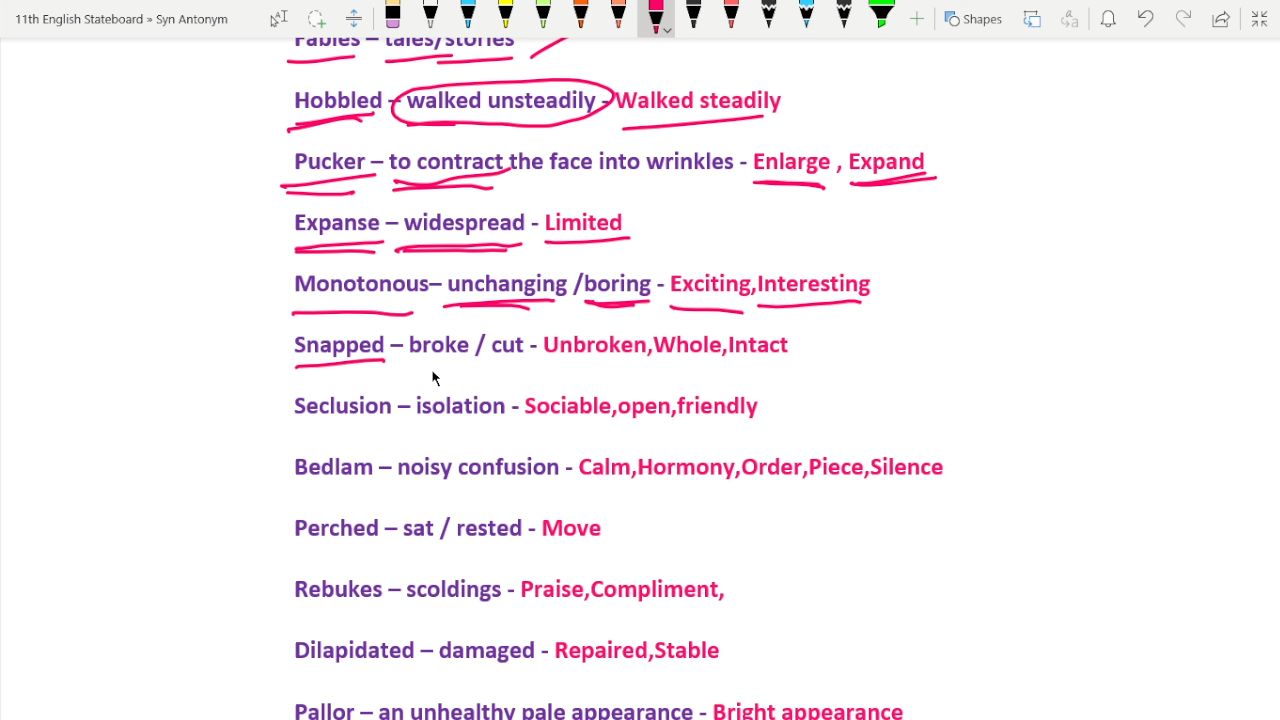 11th English Stateboard » Syn Antonym
Shapes
Fables – tales/stories
Hobbled – walked unsteadily - Walked steadily
Pucker – to contract the face into wrinkles - Enlarge , Expand
Expanse – widespread - Limited
Monotonous– unchanging /boring - Exciting,Interesting
Snapped – broke / cut - Unbroken,Whole,Intact
Seclusion – isolation - Sociable,open,friendly
Bedlam – noisy confusion - Calm,Hormony,Order,Piece,Silence
Perched – sat / rested - Move
Rebukes – scoldings - Praise,Compliment,
Dilapidated – damaged - Repaired,Stable
Pallor – an unhealthy pale appearance - Bright appearance